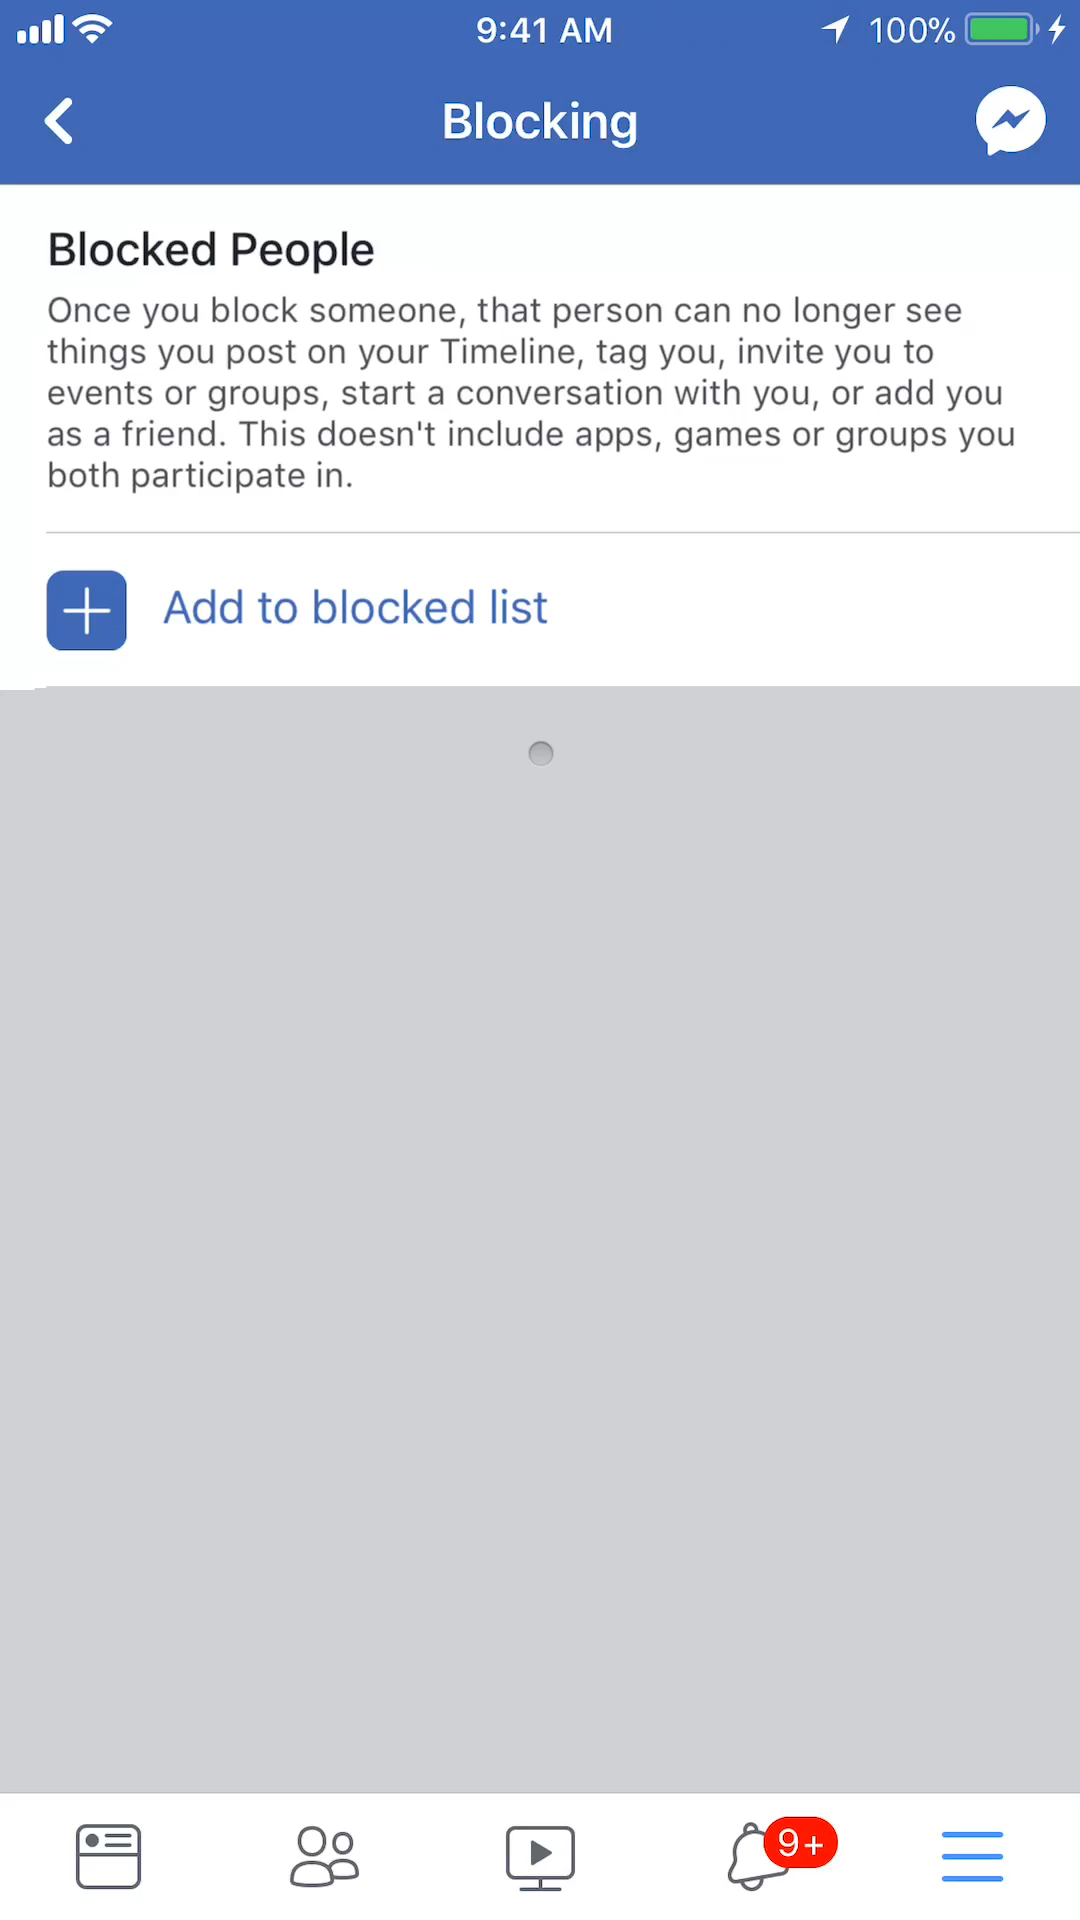 9:41 AM
100%
Blocking
Blocked People
Once you block someone, that person can no longer see
things you post on your Timeline, tag you, invite you to
events or groups, start a conversation with you, or add you
as a friend. This doesn't include apps, games or groups you
both participate in.
Add to blocked list
9+